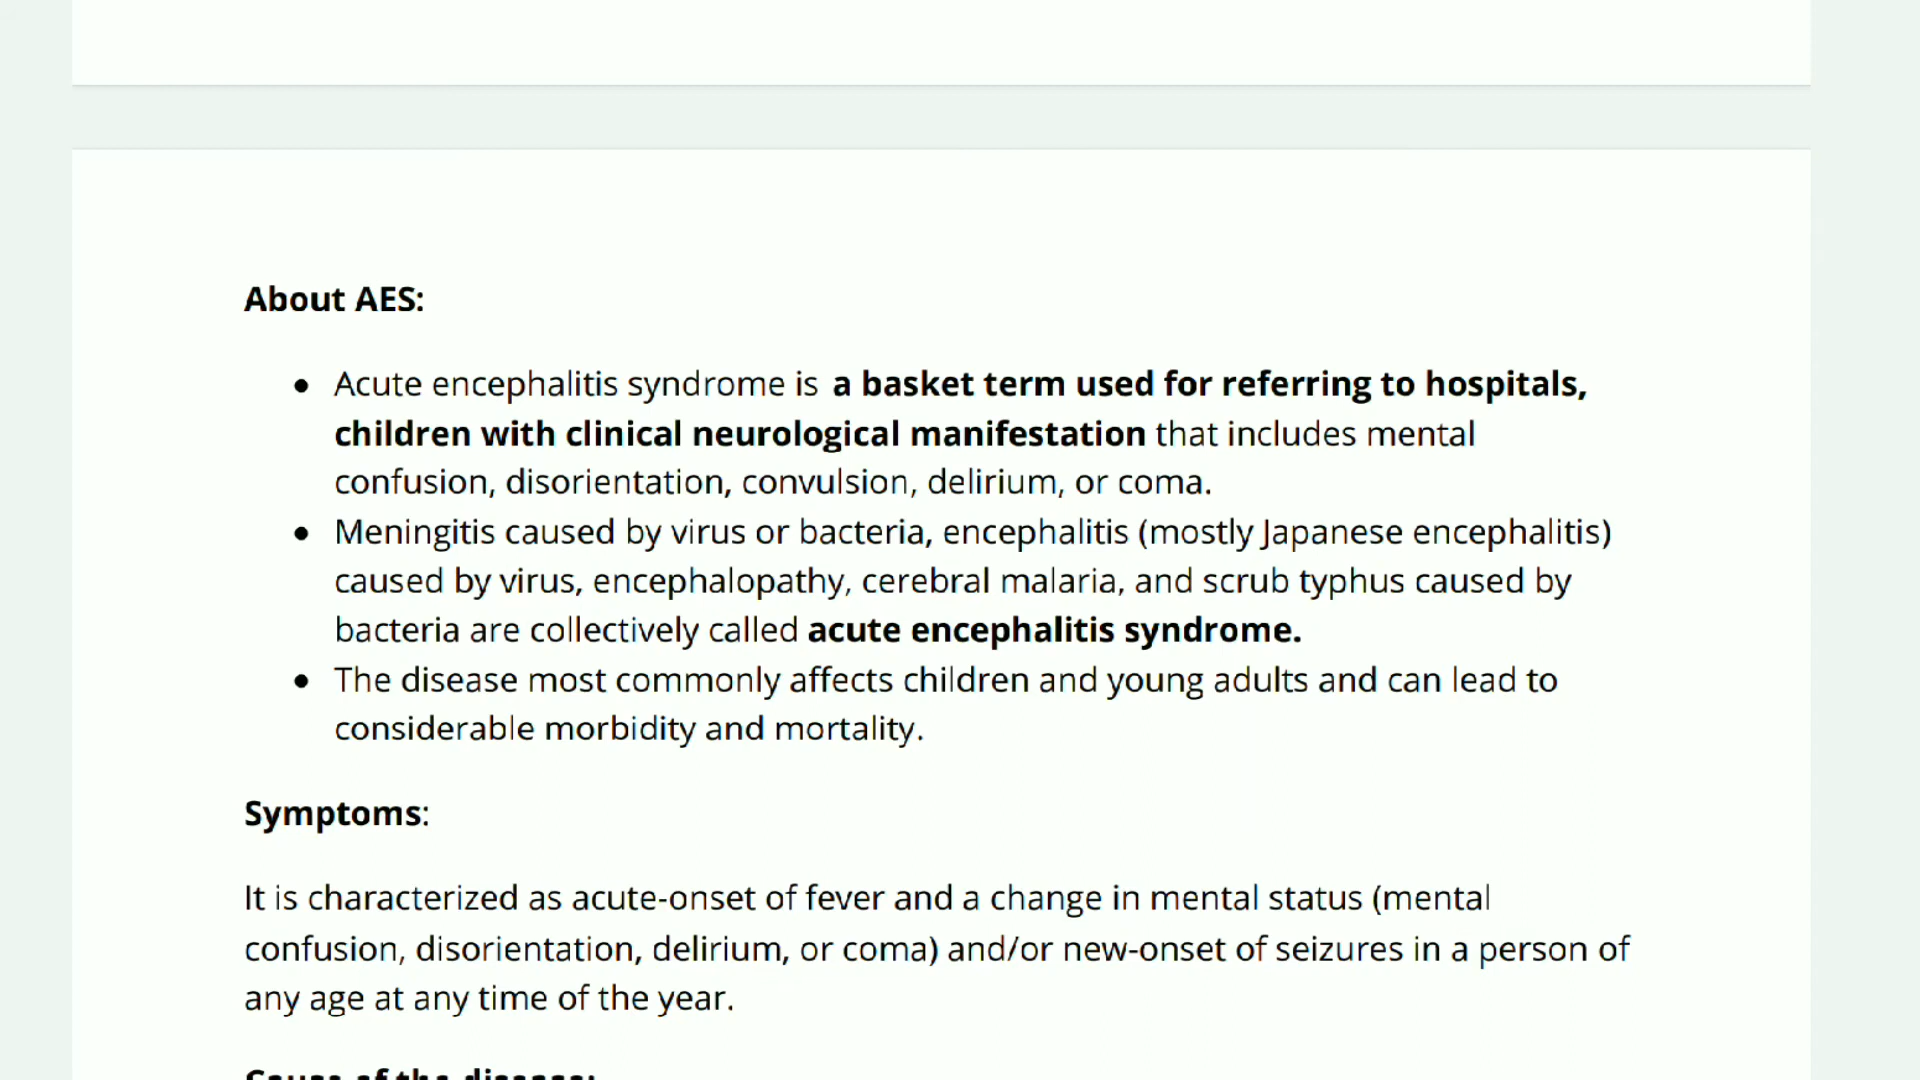 About AES:
Acute encephalitis syndrome is a basket term used for referring to hospitals,
children with clinical neurological manifestation that includes mental
confusion, disorientation, convulsion, delirium, or coma.
Meningitis caused by virus or bacteria, encephalitis (mostly Japanese encephalitis)
caused by virus, encephalopathy, cerebral malaria, and scrub typhus caused by
bacteria are collectively called acute encephalitis syndrome.
The disease most commonly affects children and young adults and can lead to
considerable morbidity and mortality.
Symptoms:
It is characterized as acute-onset of fever and a change in mental status (mental
confusion, disorientation, delirium, or coma) and/or new-onset of seizures in a person of
any age at any time of the year.
Cause of the disease: